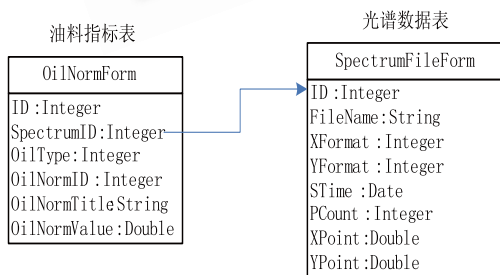 油料指标表
OilNormForm
ID:Integer
SpectrumID:Integer
OilType:Integer
OilNormID:Integer
OilNormTitle:String
OilNormValue:Double
光谱数据表
SpectrumFileForm
ID:Integer
FileName:String
XFormat:Integer
YFormat:Integer
STime:Date
PCount:Integer
XPoint:Double
YPoint:Double